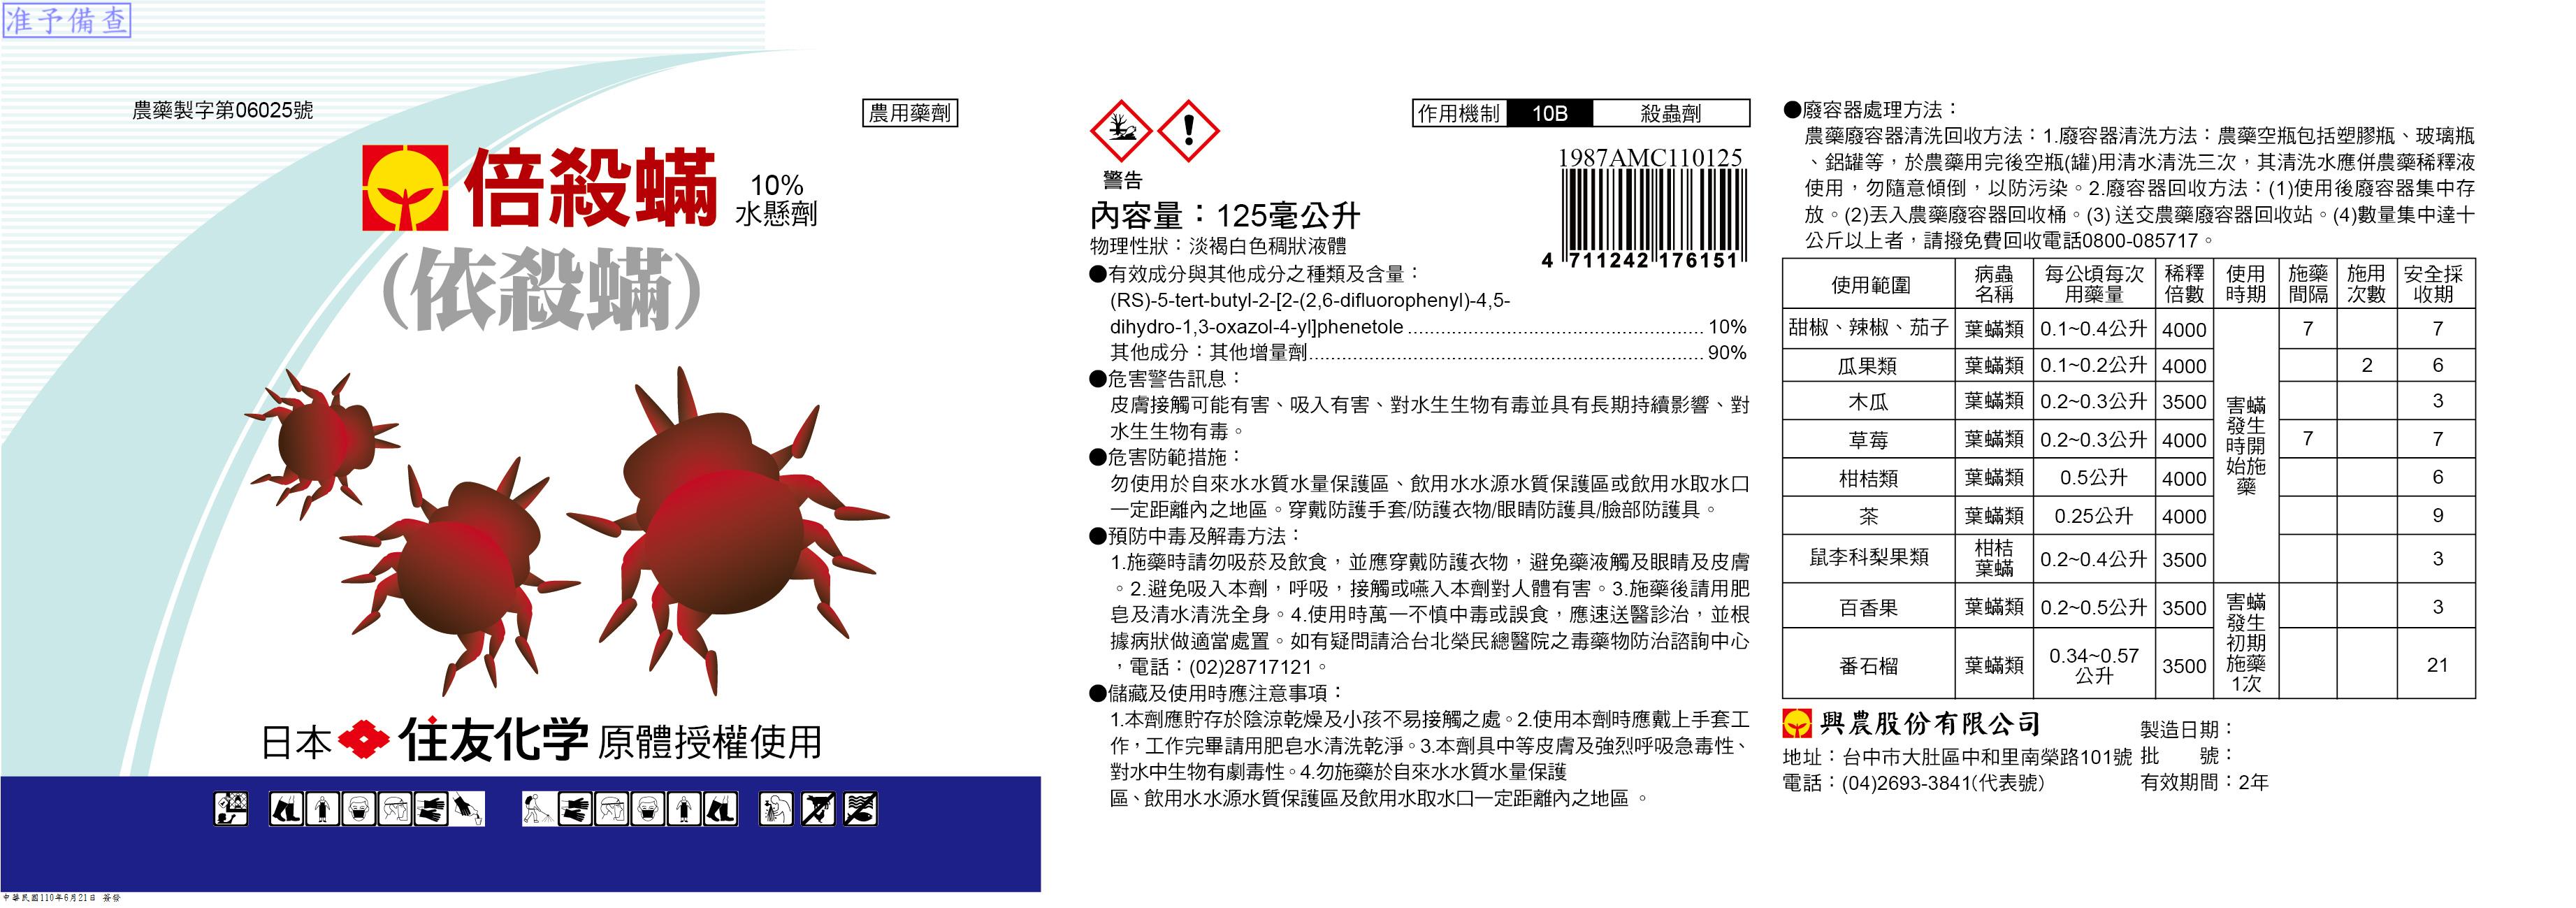 准予備查
農藥製字第06025號
農用藥劑
倍殺蟎
10%
水懸劑
(依殺蟎)
日本 住友化学 原體授權使用
中華民國110年6月21日 簽發
警告
作用機制 10B 殺蟲劑
1987AMC110125
4 711242 176151
內容量：125毫公升
物理性狀：淡褐白色稠狀液體
●有效成分與其他成分之種類及含量：
(RS)-5-tert-butyl-2-[2-(2,6-difluorophenyl)-4,5-
dihydro-1,3-oxazol-4-yl]phenetole ................................................ 10%
其他成分：其他增量劑................................................................ 90%
●危害警告訊息：
皮膚接觸可能有害、吸入有害、對水生生物有毒並具有長期持續影響、對
水生生物有毒。
●危害防範措施：
勿使用於自來水水質水量保護區、飲用水水源水質保護區或飲用水取水口
一定距離內之地區。穿戴防護手套/防護衣物/眼睛防護具/臉部防護具。
●預防中毒及解毒方法：
1.施藥時請勿吸菸及飲食，並應穿戴防護衣物，避免藥液觸及眼睛及皮膚
。2.避免吸入本劑，呼吸，接觸或嚥入本劑對人體有害。3.施藥後請用肥
皂及清水清洗全身。4.使用時萬一不慎中毒或誤食，應速送醫診治，並根
據病狀做適當處置。如有疑問請洽台北榮民總醫院之毒藥物防治諮詢中心
，電話：(02)28717121。
●儲藏及使用時應注意事項：
1.本劑應貯存於陰涼乾燥及小孩不易接觸之處。2.使用本劑時應戴上手套工
作，工作完畢請用肥皂水清洗乾淨。3.本劑具中等皮膚及強烈呼吸急毒性、
對水中生物有劇毒性。4.勿施藥於自來水水質水量保護
區、飲用水水源水質保護區及飲用水取水口一定距離內之地區 。
●廢容器處理方法：
農藥廢容器清洗回收方法：1.廢容器清洗方法：農藥空瓶包括塑膠瓶、玻璃瓶
、鋁罐等，於農藥用完後空瓶(罐)用清水清洗三次，其清洗水應併農藥稀釋液
使用，勿隨意傾倒，以防污染。2.廢容器回收方法：(1)使用後廢容器集中存
放。(2)丟入農藥廢容器回收桶。(3) 送交農藥廢容器回收站。(4)數量集中達十
公斤以上者，請撥免費回收電話0800-085717。
使用範圍 病蟲名稱 每公頃每次用藥量 稀釋倍數 使用時期 施藥間隔 施用次數 安全採收期
甜椒、辣椒、茄子 葉蟎類 0.1~0.4公升 4000 害蟎發生時開始施藥 7 7
瓜果類 葉蟎類 0.1~0.2公升 4000 2 6
木瓜 葉蟎類 0.2~0.3公升 3500 3
草莓 葉蟎類 0.2~0.3公升 4000 7 7
柑桔類 葉蟎類 0.5公升 4000 6
茶 葉蟎類 0.25公升 4000 9
鼠李科梨果類 柑桔葉蟎 0.2~0.4公升 3500 3
百香果 葉蟎類 0.2~0.5公升 3500 害蟎發生初期施藥1次 3
番石榴 葉蟎類 0.34~0.57公升 3500 21
興農股份有限公司
地址：台中市大肚區中和里南榮路101號
電話：(04)2693-3841(代表號)
製造日期：
批　　號：
有效期間：2年